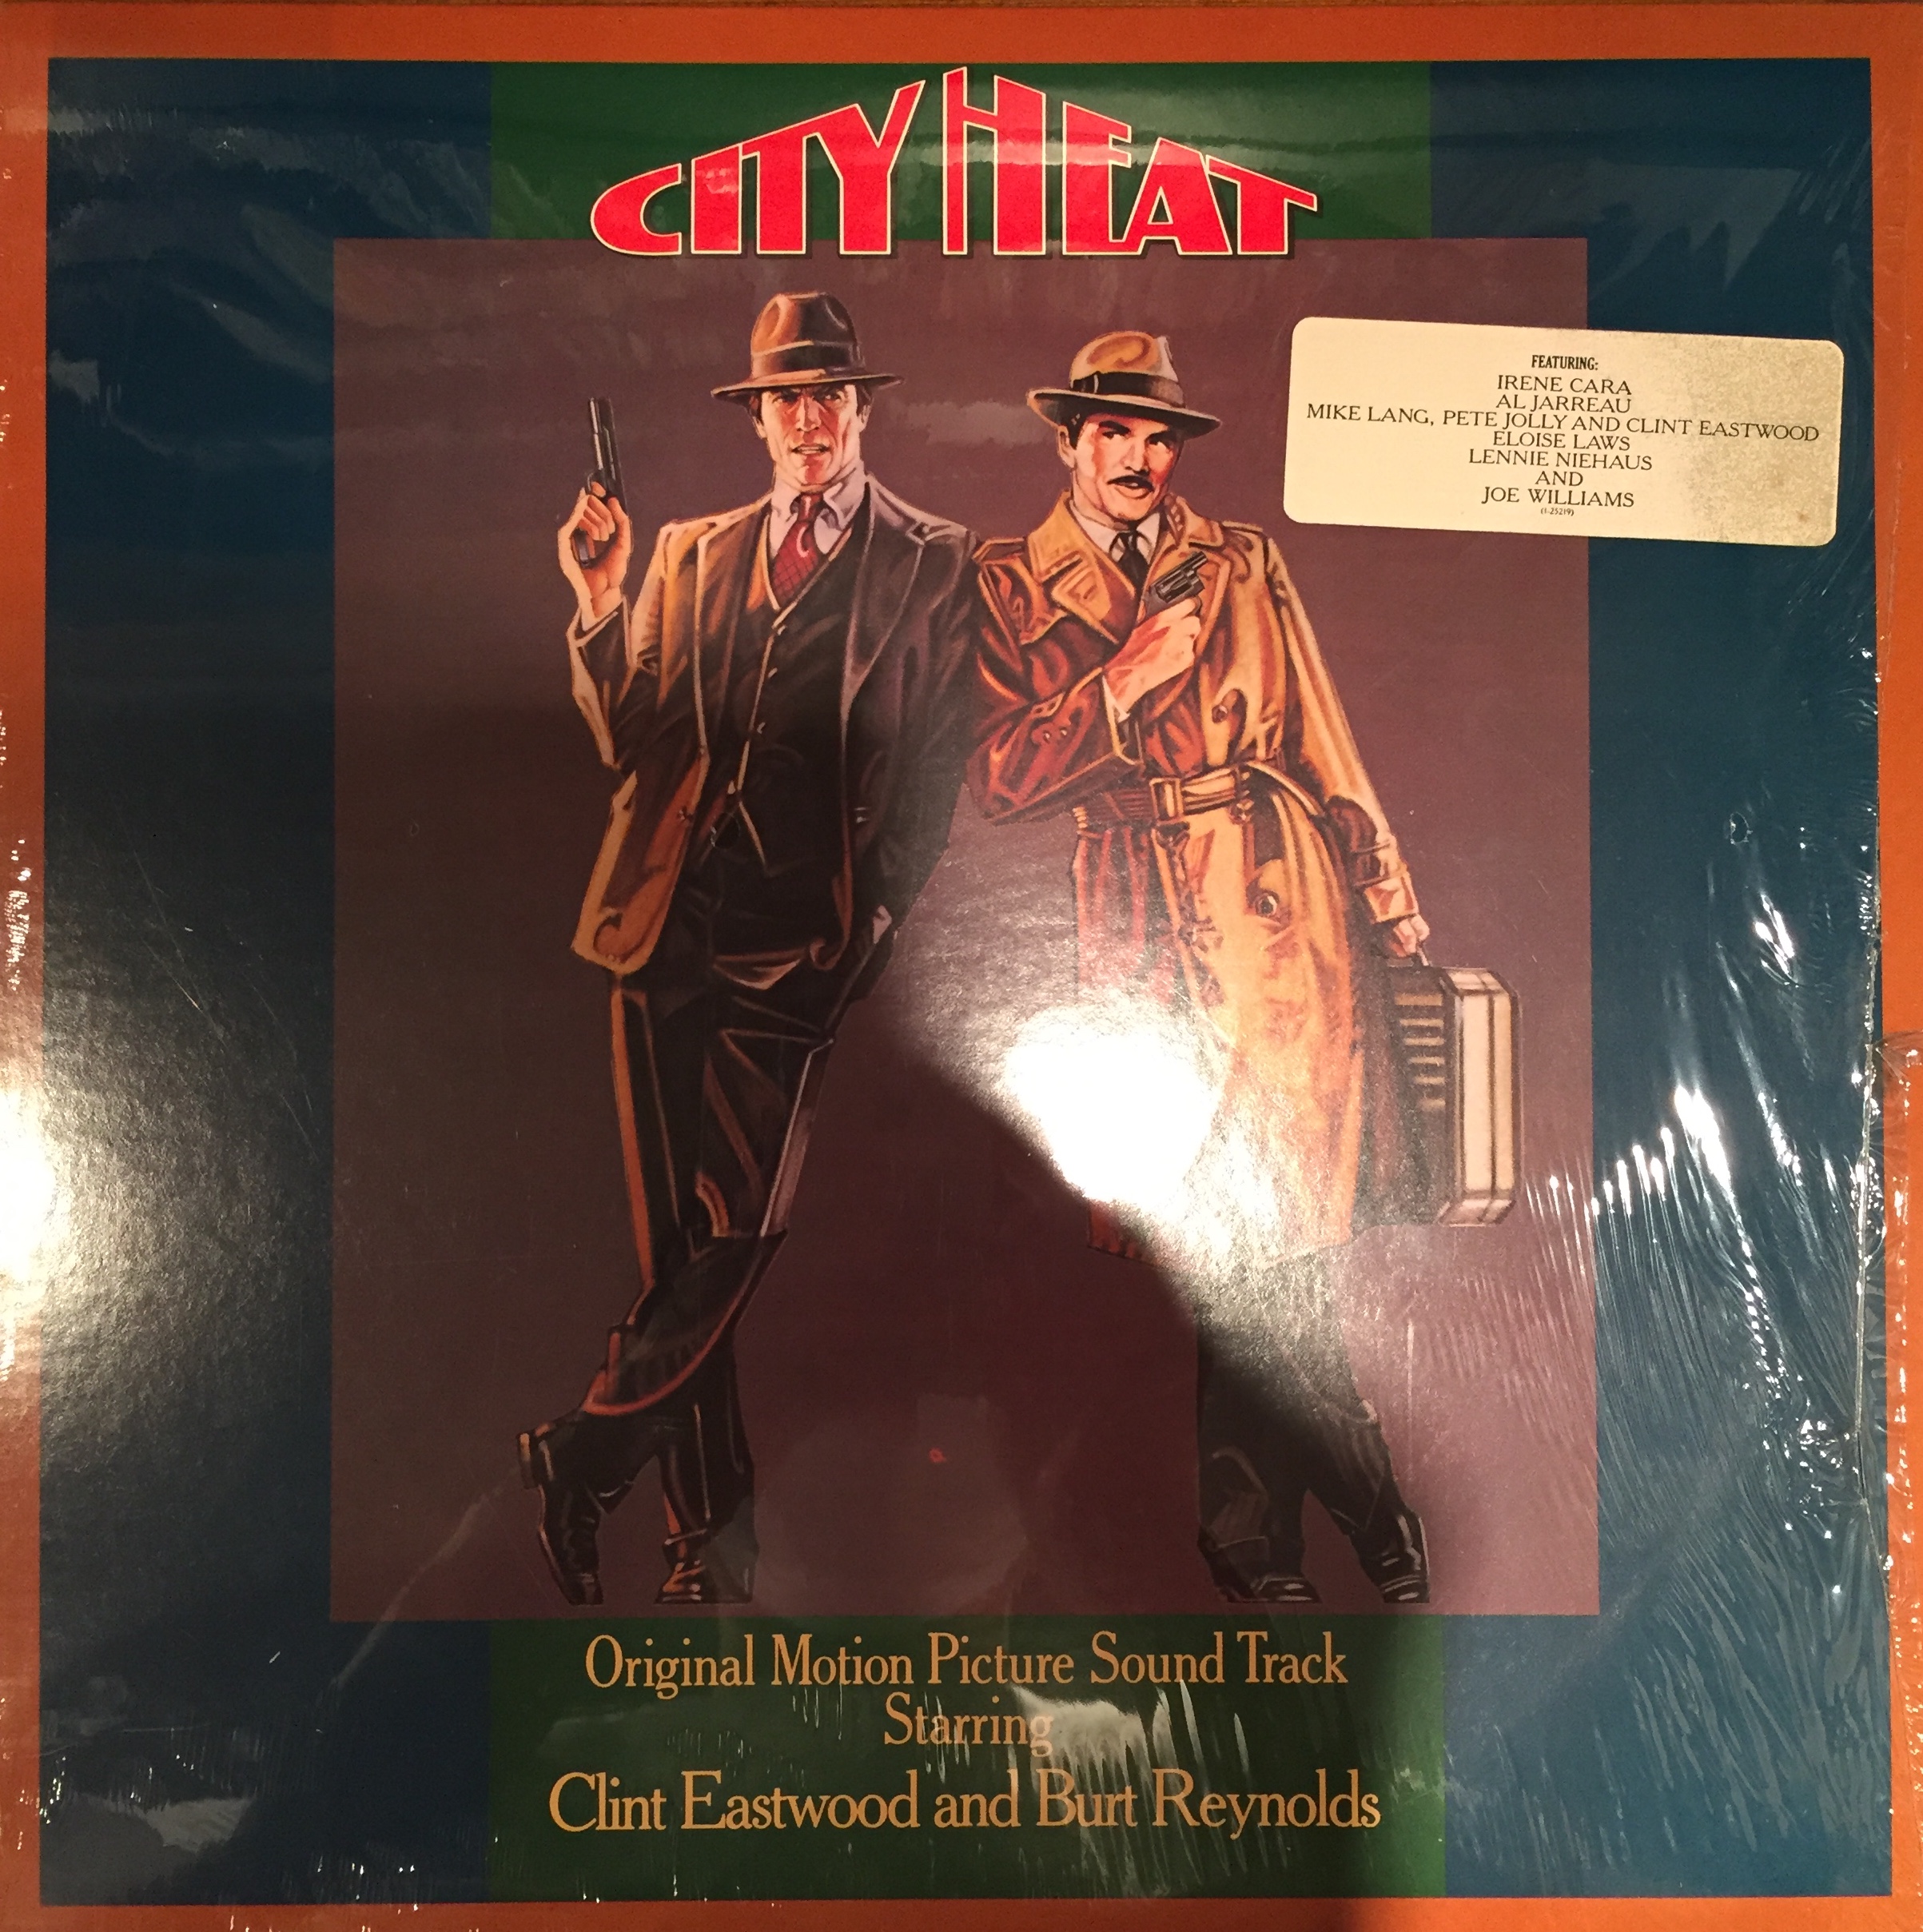 CITY HEAT
FEATURING:
IRENE CARA
AL JARREAU
MIKE LANG, PETE JOLLY AND CLINT EASTWOOD
ELOISE LAWS
LENNIE NIEHAUS
AND
JOE WILLIAMS
(1-25219)
Original Motion Picture Sound Track
Starring
Clint Eastwood and Burt Reynolds